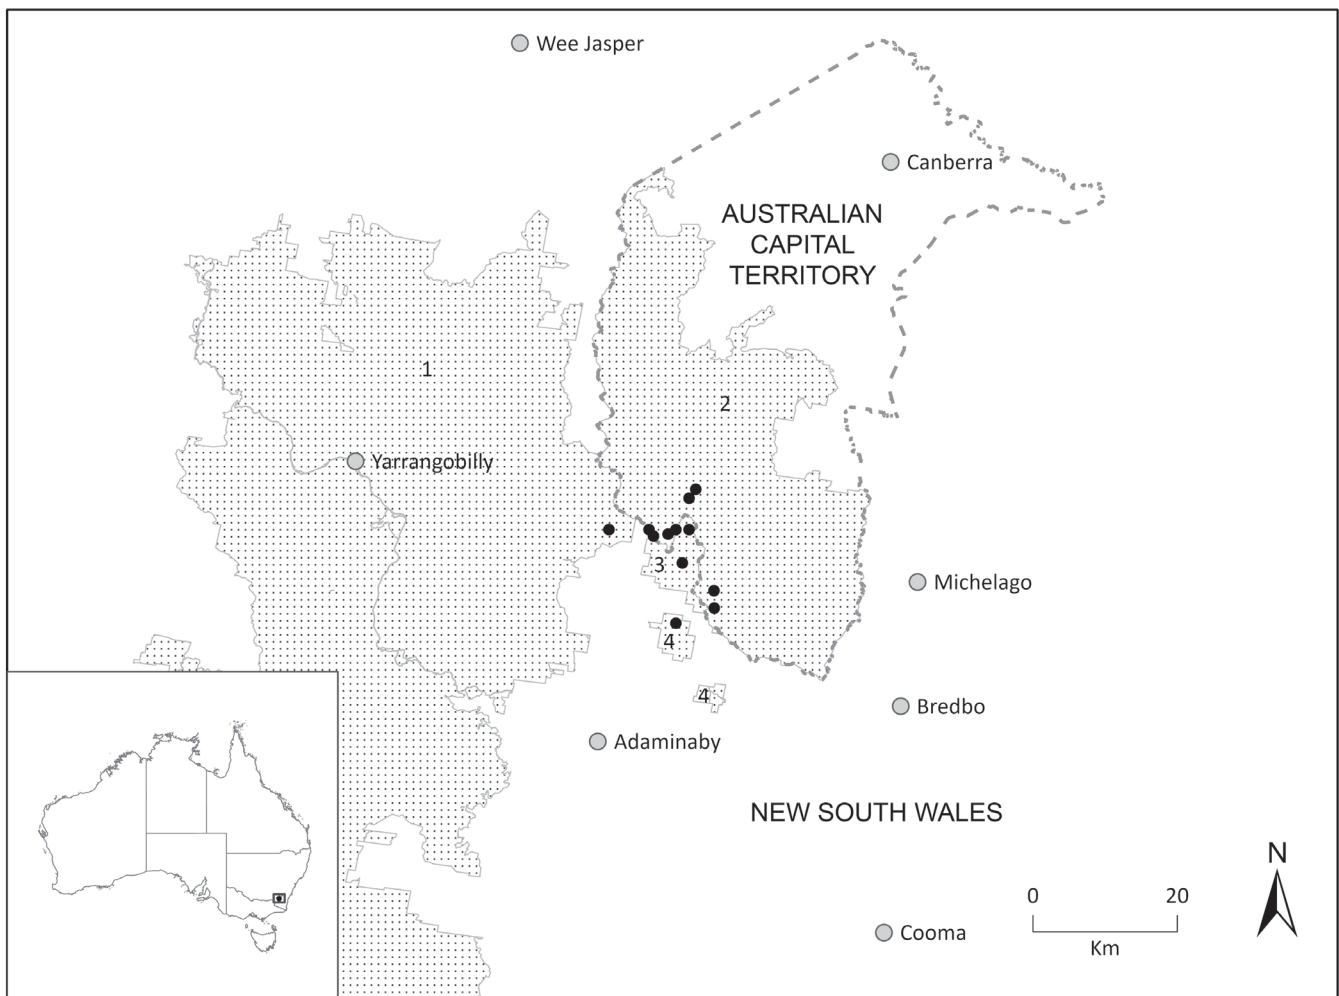 Wee Jasper
Canberra
AUSTRALIAN
CAPITAL
TERRITORY
1
2
Yarrangobilly
3
Michelago
4
4
Bredbo
Adaminaby
NEW SOUTH WALES
N
0 20
Km
Cooma